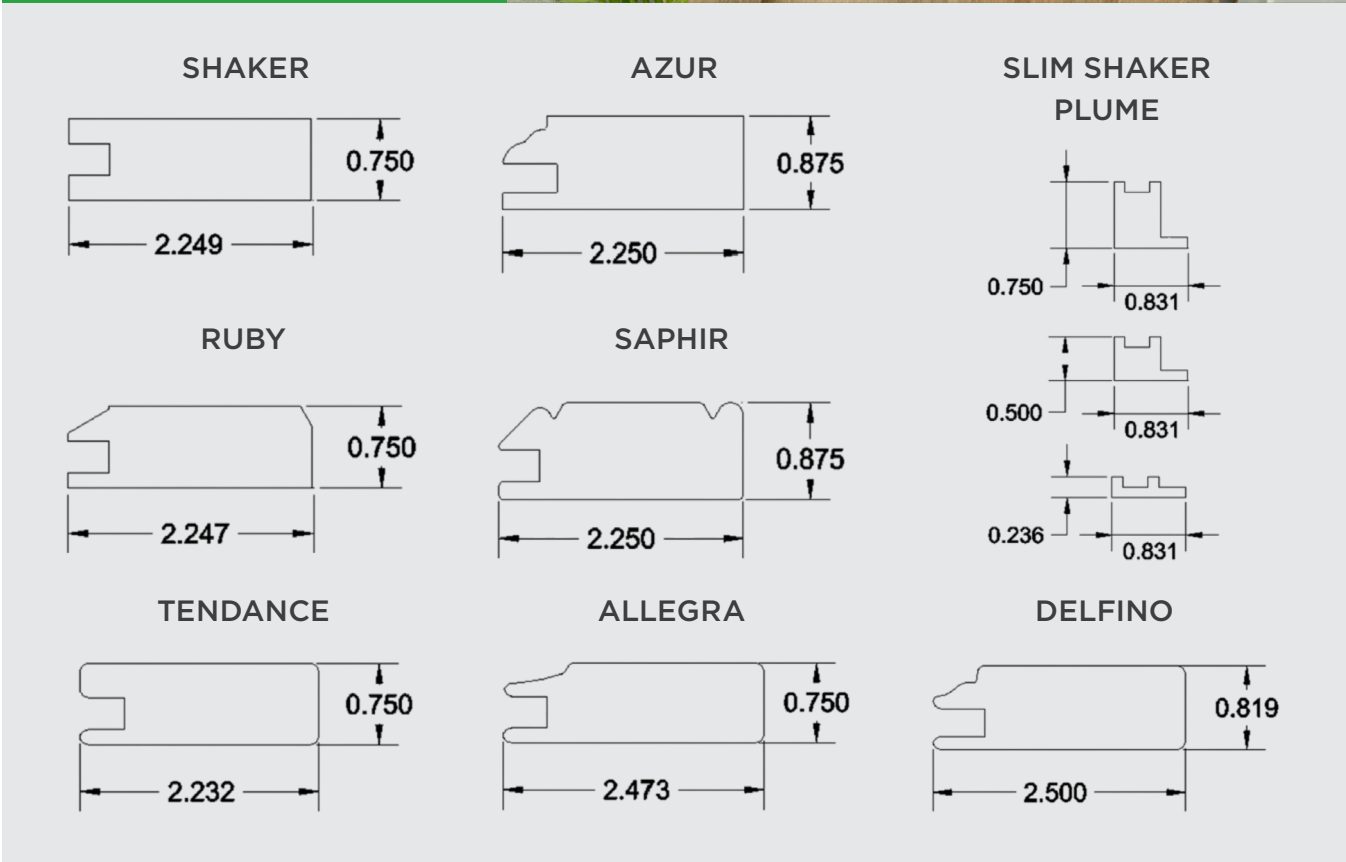 SHAKER
0.750
2.249
AZUR
0.875
2.250
SLIM SHAKER
PLUME
0.750
0.831
0.500
0.831
0.236
0.831
RUBY
0.750
2.247
SAPHIR
0.875
2.250
TENDANCE
0.750
2.232
ALLEGRA
0.750
2.473
DELFINO
0.819
2.500